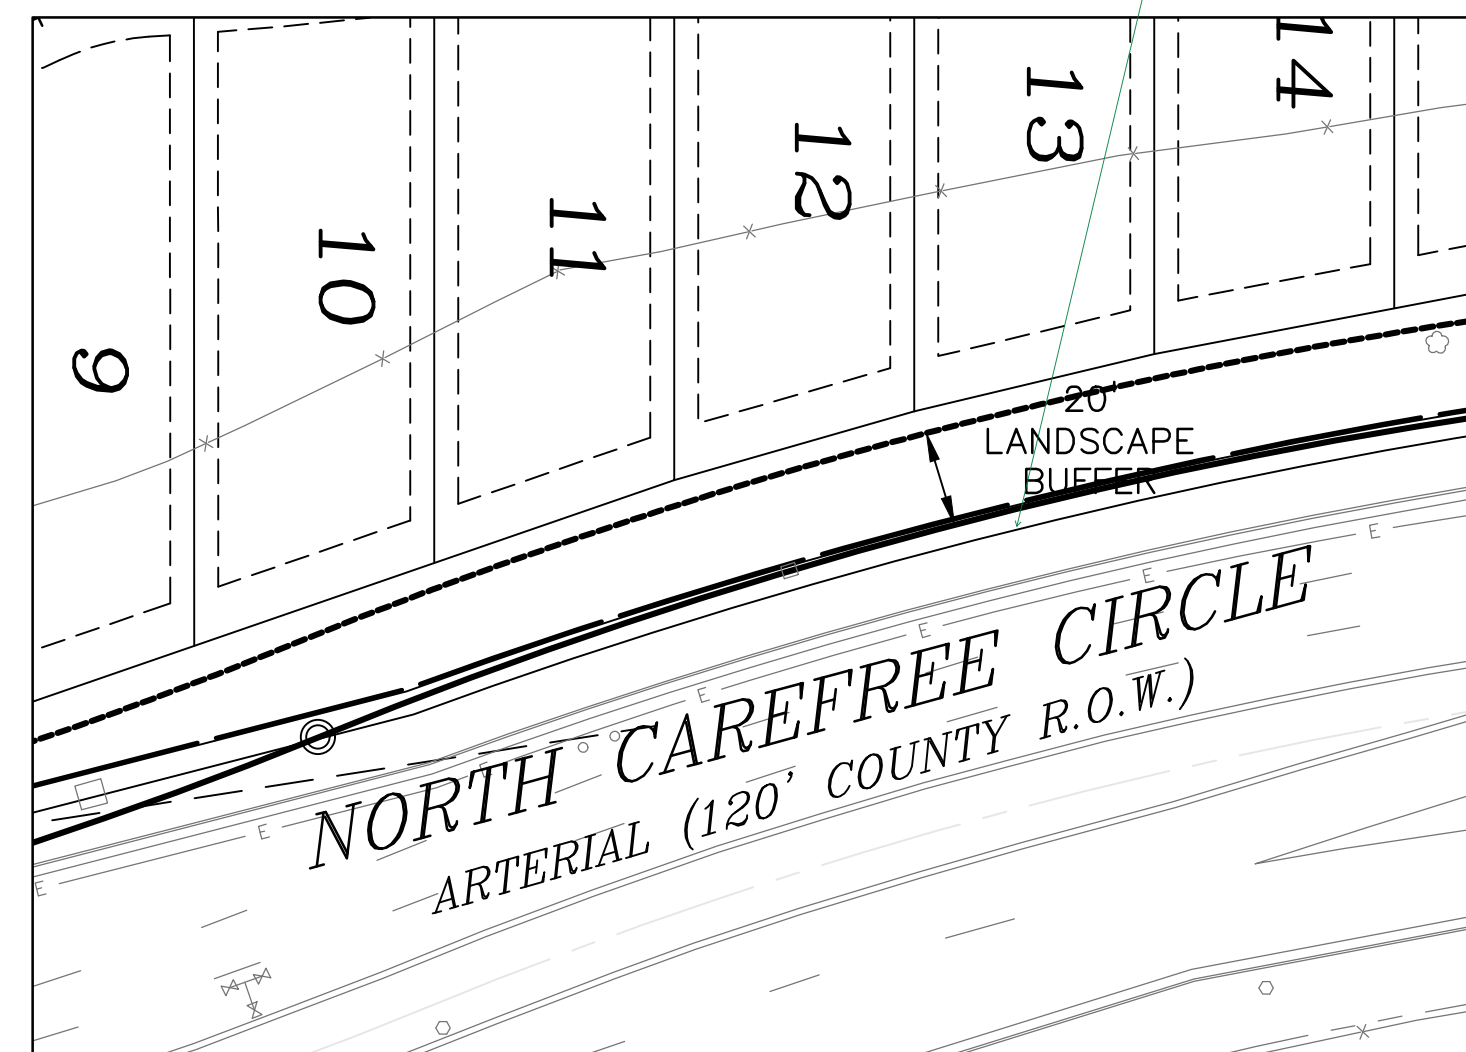 9
10
11
12
13
14
20'
LANDSCAPE
BUFFER
NORTH CAREFREE CIRCLE
ARTERIAL (120' COUNTY R.O.W.)
E
E
E
E
E
E
E